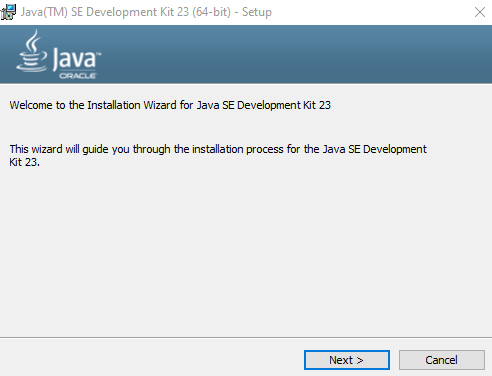 Java(TM) SE Development Kit 23 (64-bit) - Setup
Java™
ORACLE
Welcome to the Installation Wizard for Java SE Development Kit 23
This wizard will guide you through the installation process for the Java SE Development
Kit 23.
Next >
Cancel